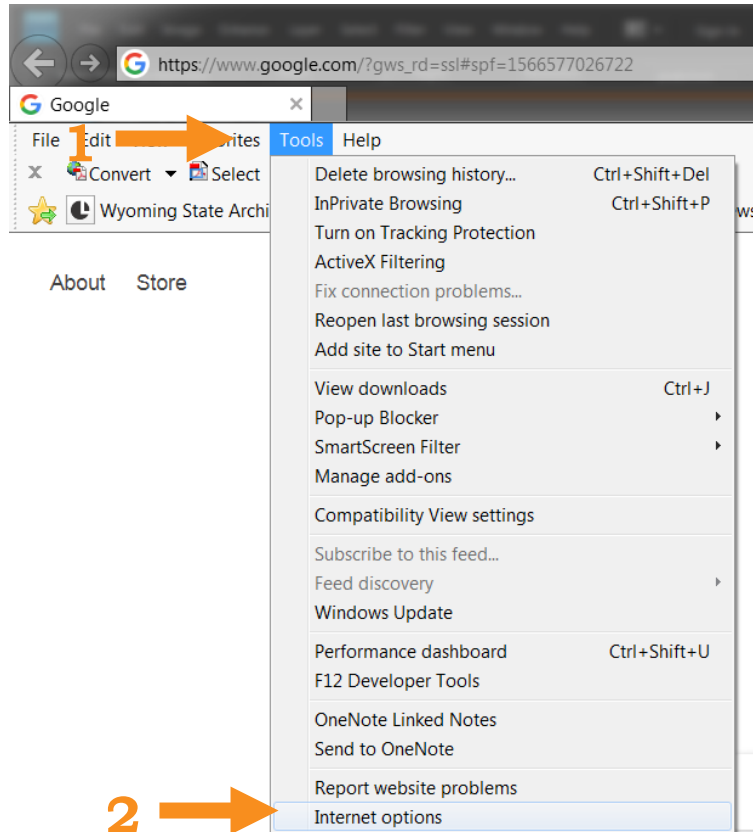 https://www.google.com/?gws_rd=ssl#spf=1566577026722
Google
1
File Edit Tools Help
Convert Select
Wyoming State Archi
About Store
Delete browsing history... Ctrl+Shift+Del
InPrivate Browsing Ctrl+Shift+P
Turn on Tracking Protection
ActiveX Filtering
Fix connection problems...
Reopen last browsing session
Add site to Start menu
View downloads Ctrl+J
Pop-up Blocker
SmartScreen Filter
Manage add-ons
Compatibility View settings
Subscribe to this feed...
Feed discovery
Windows Update
Performance dashboard Ctrl+Shift+U
F12 Developer Tools
OneNote Linked Notes
Send to OneNote
Report website problems
2
Internet options